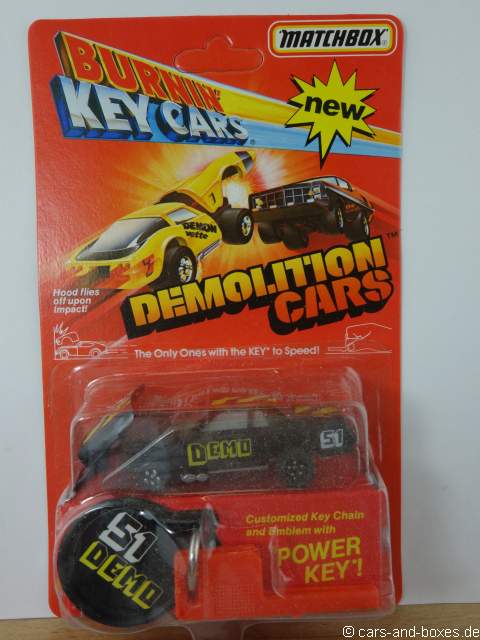 MATCHBOX®
BURNIN'
KEY CARS®
new
DEMON
vette
DEMOLITION™
CARS
Hood flies
off upon
Impact!
The Only Ones with the KEY* to Speed!
DEMO
51
51
DEMO
Customized Key Chain
and Emblem with
POWER
KEY*!
© cars-and-boxes.de